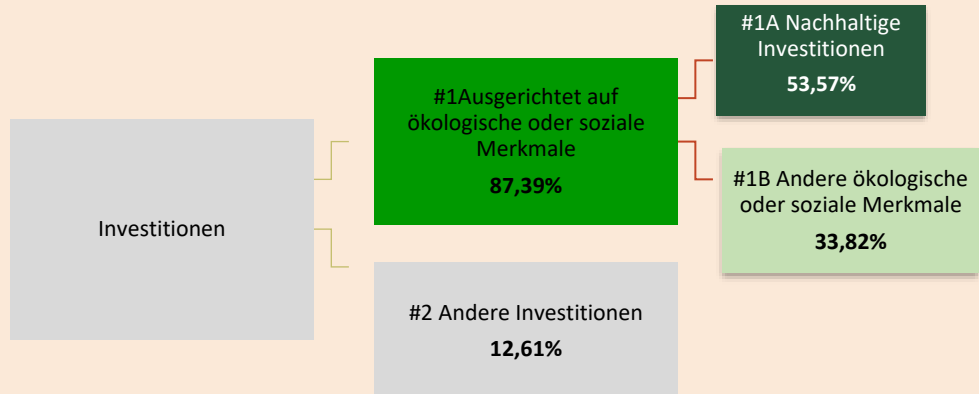 Investitionen
#1Ausgerichtet auf
ökologische oder soziale
Merkmale
87,39%
#2 Andere Investitionen
12,61%
#1A Nachhaltige
Investitionen
53,57%
#1B Andere ökologische
oder soziale Merkmale
33,82%